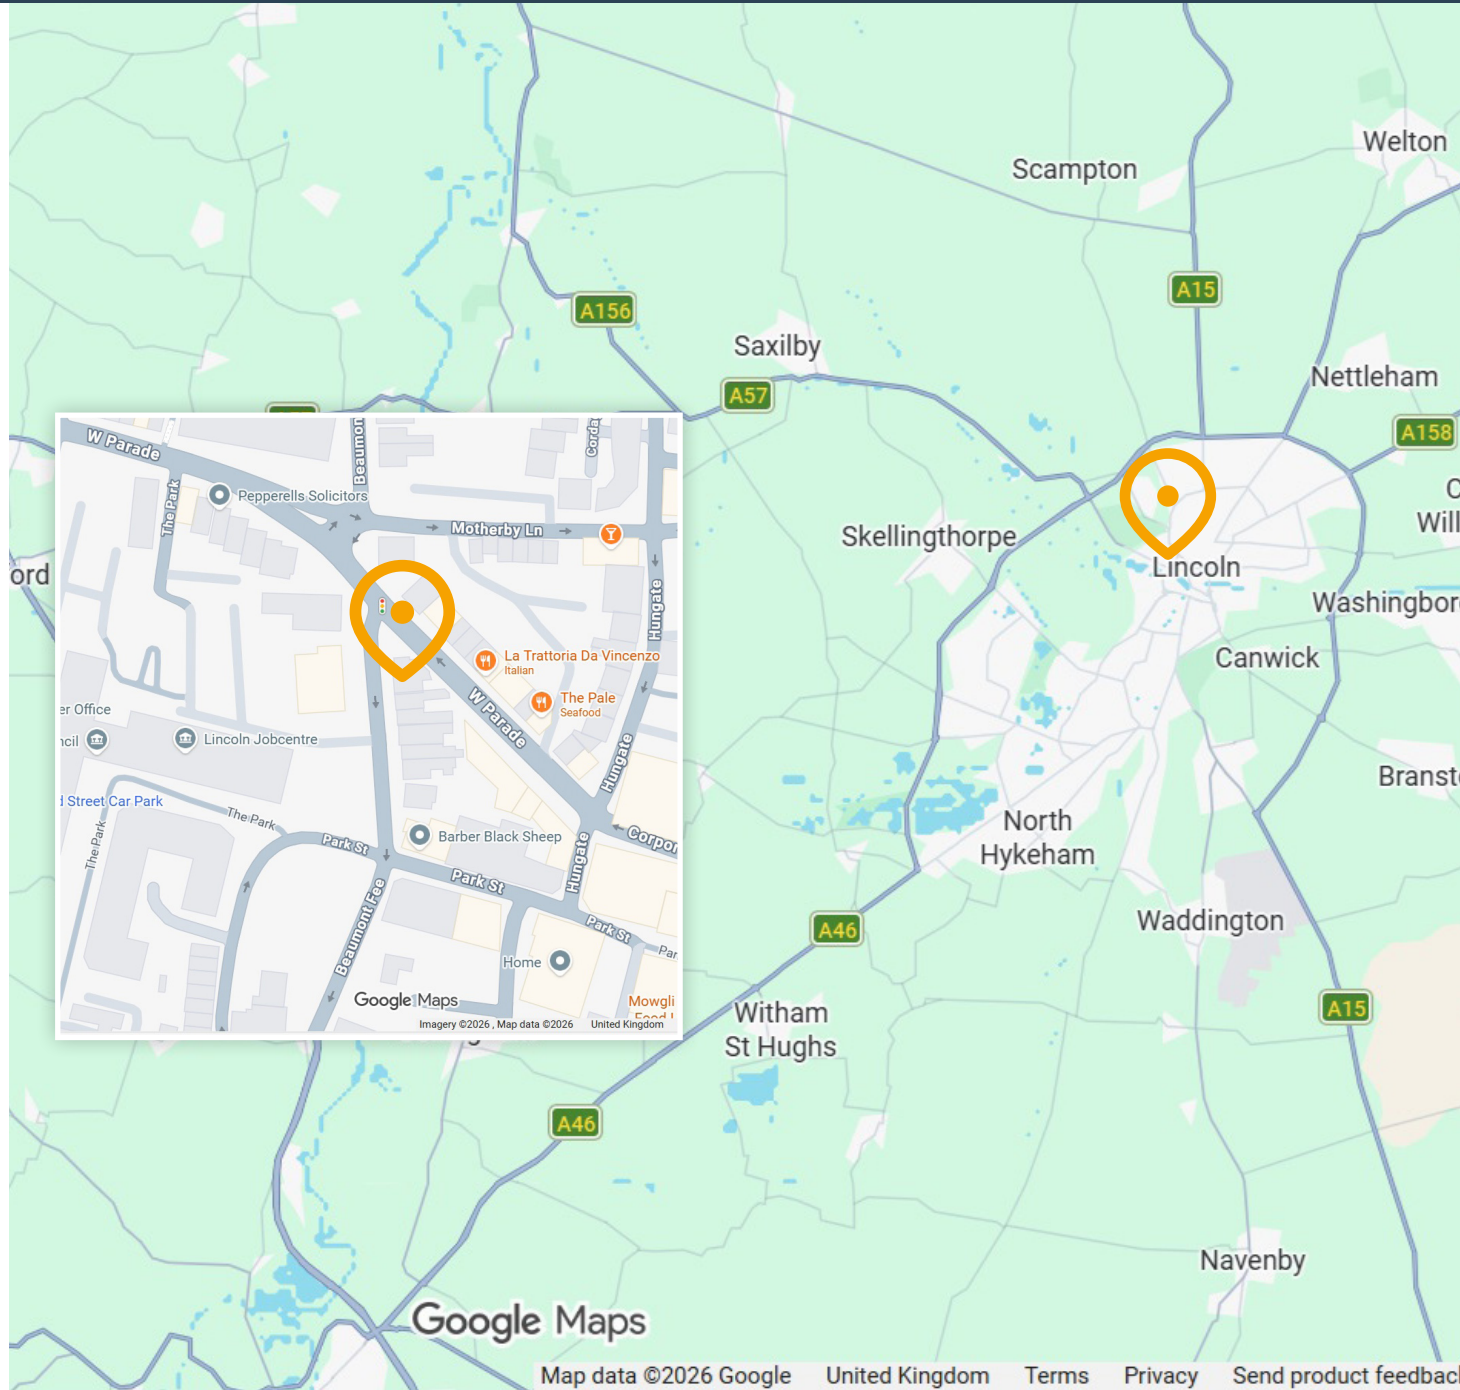 Welton
Scampton
A15
A156
Saxilby
Nettleham
A57
A158
Skellingthorpe
Lincoln
Canwick
North
Hykeham
Waddington
A46
A15
Witham
St Hughs
A46
Navenby
ord
Will
Washingbor
Branst
W Parade
Beaumon
Corda
The Park
Pepperells Solicitors
Motherby Ln
Hungate
La Trattoria Da Vincenzo
Italian
The Pale
Seafood
W Parade
er Office
ncil
Lincoln Jobcentre
Hungate
d Street Car Park
The Park
The Park
Park St
Barber Black Sheep
Corpor
Hungate
Park St
Beaumont Fee
Park St
Par
Home
Mowgli
Google Maps
Imagery ©2026 , Map data ©2026 United Kingdom
Google Maps
Map data ©2026 Google United Kingdom Terms Privacy Send product feedback